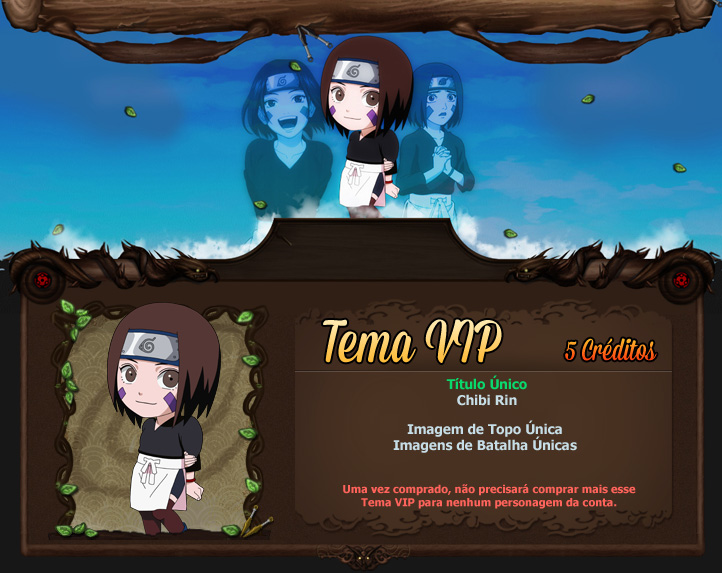 Tema VIP
5 Créditos
Título Único
Chibi Rin
Imagem de Topo Única
Imagens de Batalha Únicas
Uma vez comprado, não precisará comprar mais esse
Tema VIP para nenhum personagem da conta.